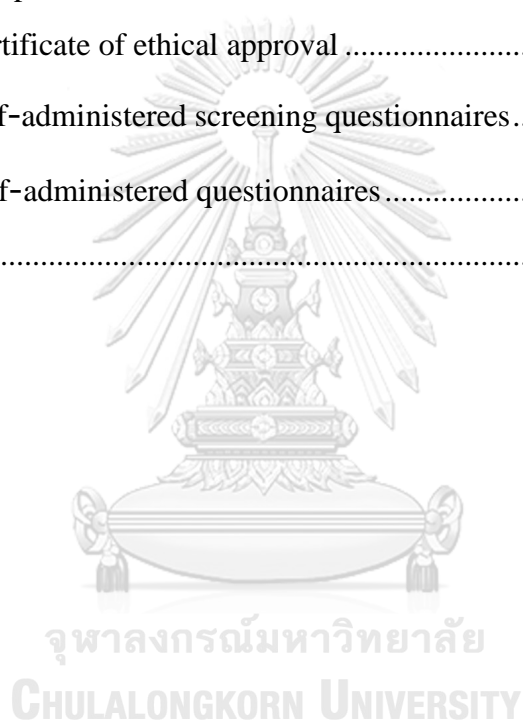 rtificate of ethical approval ......................
f-administered screening questionnaires..
f-administered questionnaires.................
................................................................................
จุฬาลงกรณ์มหาวิทยาลัย
CHULALONGKORN UNIVERSITY